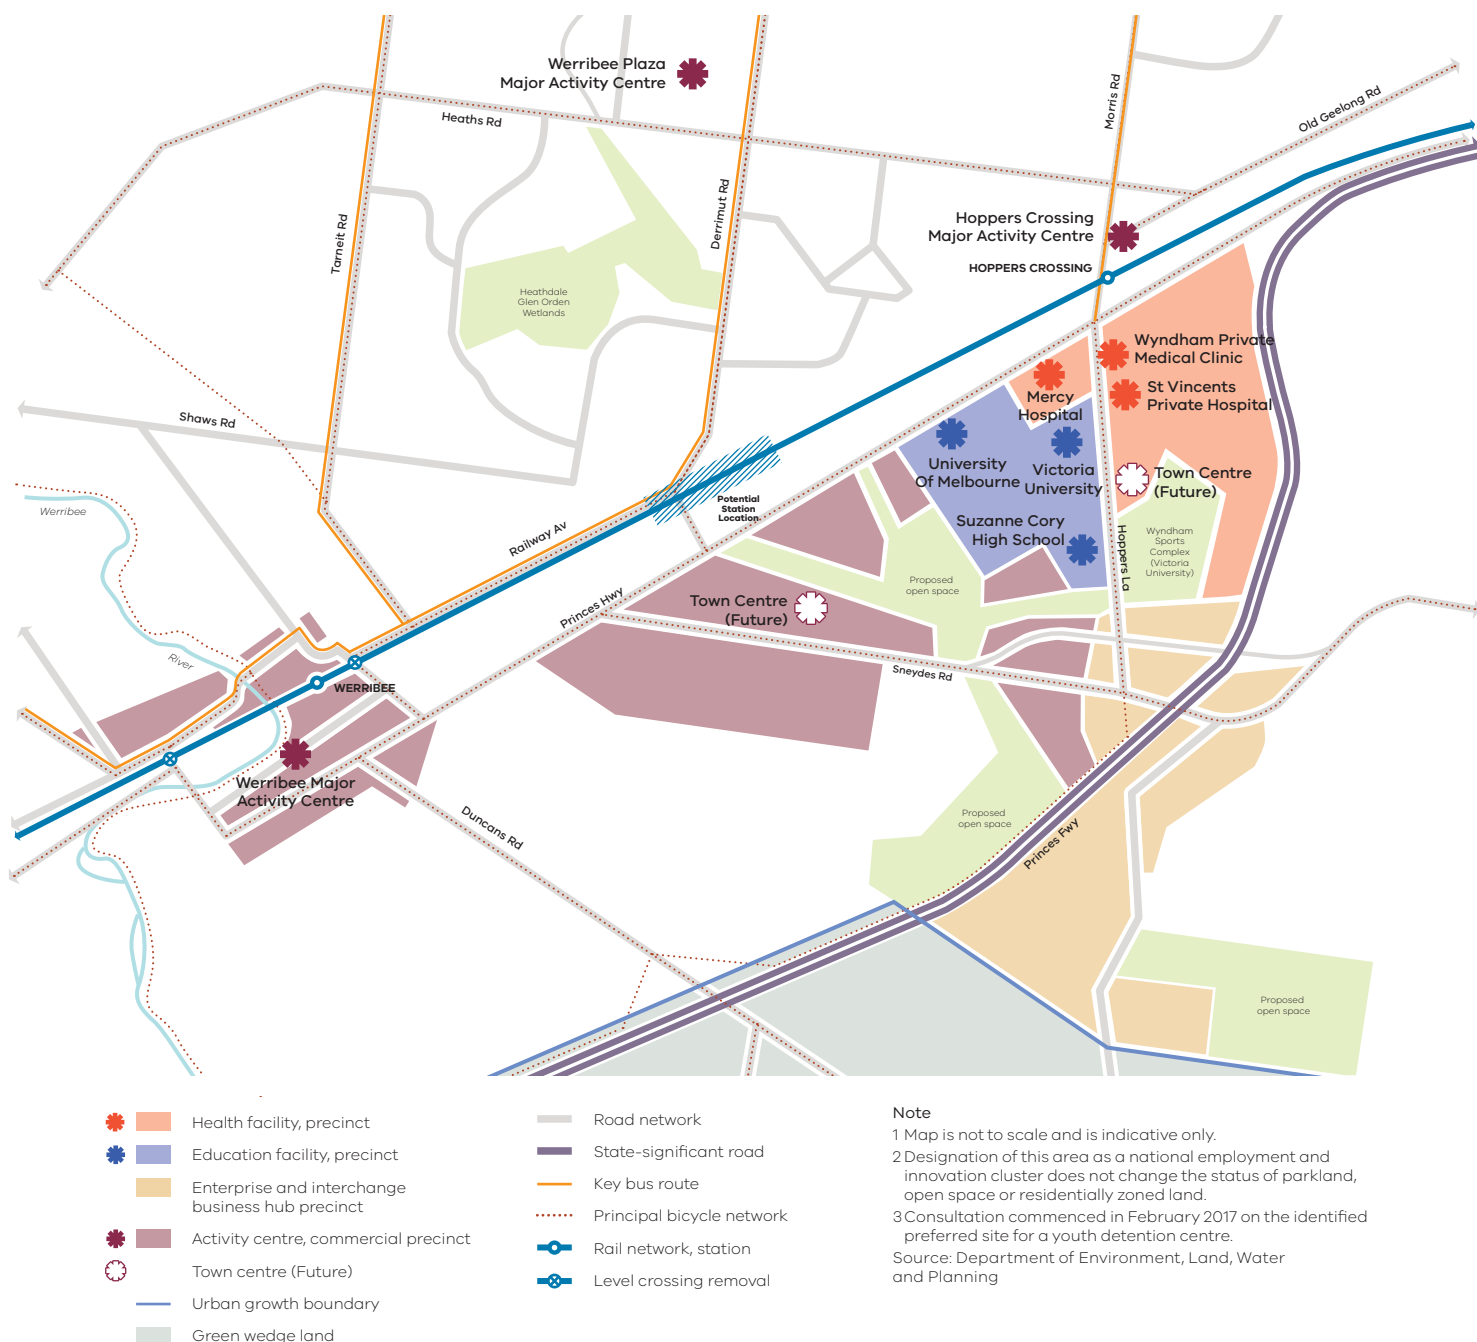 Werribee Plaza
Major Activity Centre
Heaths Rd
Morris Rd
Old Geelong Rd
Tarneit Rd
Derrimut Rd
Hoppers Crossing
Major Activity Centre
HOPPERS CROSSING
Heathdale
Glen Orden
Wetlands
Wyndham Private
Medical Clinic
St Vincents
Private Hospital
Mercy
Hospital
Shaws Rd
University
Of Melbourne
Victoria
University
Town Centre
(Future)
Potential
Station
Location
Werribee
Railway Av
Suzanne Cory
High School
Hoppers La
Wyndham
Sports
Complex
(Victoria
University)
Proposed
open space
Princes Hwy
Town Centre
(Future)
River
WERRIBEE
Sneydes Rd
Werribee Major
Activity Centre
Duncans Rd
Proposed
open space
Princes Fwy
Proposed
open space
Health facility, precinct
Education facility, precinct
Enterprise and interchange
business hub precinct
Activity centre, commercial precinct
Town centre (Future)
Urban growth boundary
Green wedge land
Road network
State-significant road
Key bus route
Principal bicycle network
Rail network, station
Level crossing removal
Note
1 Map is not to scale and is indicative only.
2 Designation of this area as a national employment and
innovation cluster does not change the status of parkland,
open space or residentially zoned land.
3 Consultation commenced in February 2017 on the identified
preferred site for a youth detention centre.
Source: Department of Environment, Land, Water
and Planning